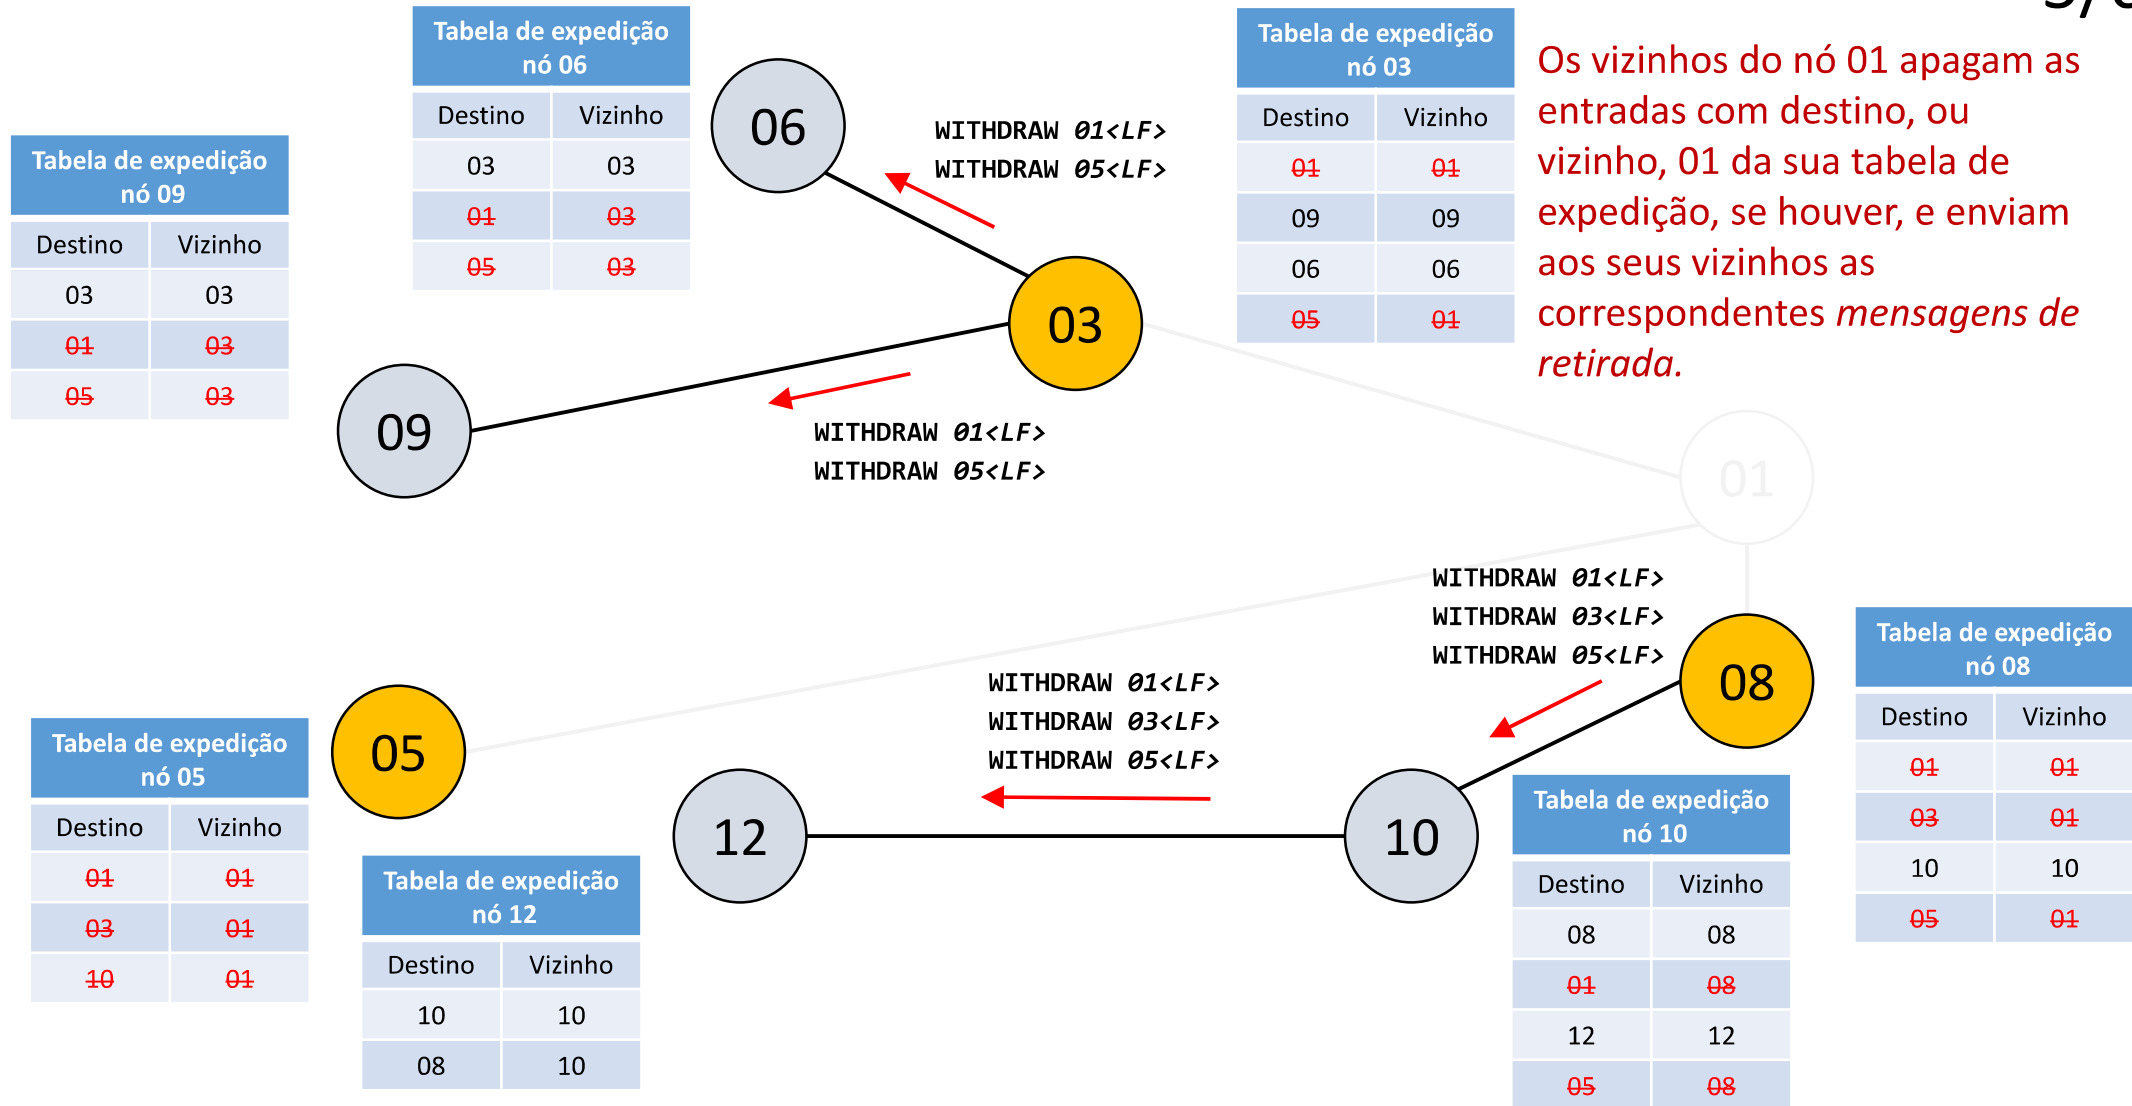 Tabela de expedição
nó 06
Destino Vizinho
03 03
01 03
05 03
06
WITHDRAW 01<LF>
WITHDRAW 05<LF>
Tabela de expedição
nó 03
Destino Vizinho
01 01
09 09
06 06
05 01
Os vizinhos do nó 01 apagam as
entradas com destino, ou
vizinho, 01 da sua tabela de
expedição, se houver, e enviam
aos seus vizinhos as
correspondentes mensagens de
retirada.
Tabela de expedição
nó 09
Destino Vizinho
03 03
01 03
05 03
03
09
WITHDRAW 01<LF>
WITHDRAW 05<LF>
01
WITHDRAW 01<LF>
WITHDRAW 03<LF>
WITHDRAW 05<LF>
08
Tabela de expedição
nó 08
Destino Vizinho
01 01
03 01
10 10
05 01
WITHDRAW 01<LF>
WITHDRAW 03<LF>
WITHDRAW 05<LF>
05
Tabela de expedição
nó 05
Destino Vizinho
01 01
03 01
10 01
12
10
Tabela de expedição
nó 12
Destino Vizinho
10 10
08 10
Tabela de expedição
nó 10
Destino Vizinho
08 08
01 08
12 12
05 08